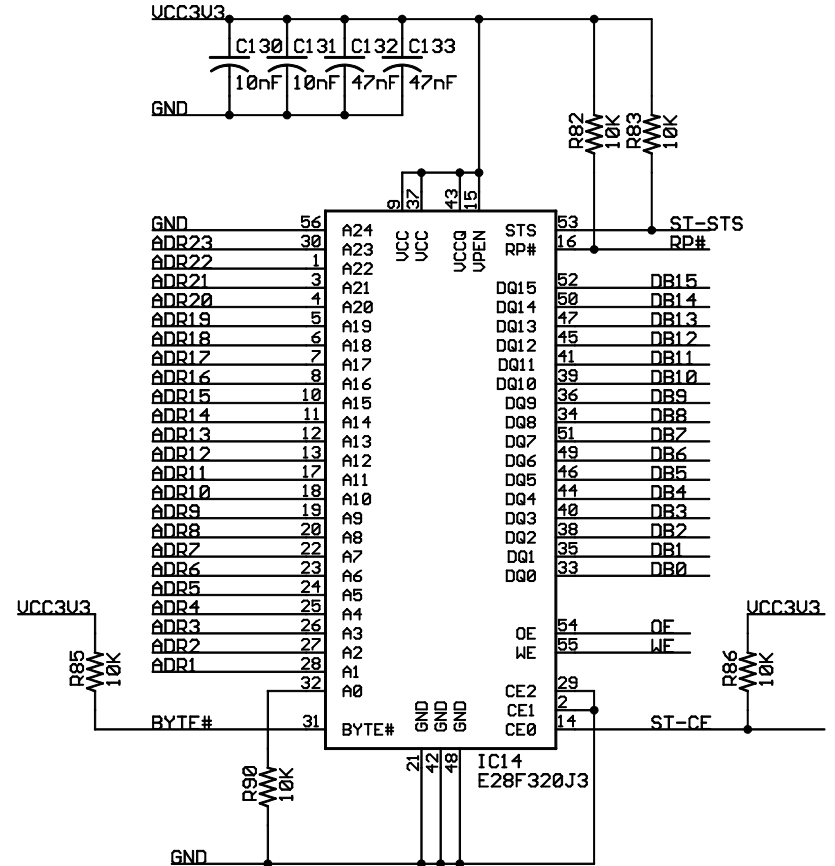 VCC3V3
C130 C131 C132 C133
10nF 10nF 47nF 47nF
GND
R82 10K R83 10K
9 37 43 15
VCC VCC VCCQ VPEN
GND 56 A24 STS 53 ST-STS
ADR23 30 A23 RP# 16 RP#
ADR22 1 A22
ADR21 3 A21 DQ15 52 DB15
ADR20 4 A20 DQ14 50 DB14
ADR19 5 A19 DQ13 47 DB13
ADR18 6 A18 DQ12 45 DB12
ADR17 7 A17 DQ11 41 DB11
ADR16 8 A16 DQ10 39 DB10
ADR15 10 A15 DQ9 36 DB9
ADR14 11 A14 DQ8 34 DB8
ADR13 12 A13 DQ7 51 DB7
ADR12 13 A12 DQ6 49 DB6
ADR11 17 A11 DQ5 46 DB5
ADR10 18 A10 DQ4 44 DB4
ADR9 19 A9 DQ3 40 DB3
ADR8 20 A8 DQ2 38 DB2
ADR7 22 A7 DQ1 35 DB1
ADR6 23 A6 DQ0 33 DB0
ADR5 24 A5
VCC3V3 ADR4 25 A4 VCC3V3
ADR3 26 A3 OE 54 OE
ADR2 27 A2 WE 55 WE
R85 10K ADR1 28 A1 R86 10K
32 A0 CE2 29
CE1 2
BYTE# 31 BYTE# CE0 14 ST-CE
GND GND GND
21 42 48
IC14
E28F320J3
R90 10K
GND